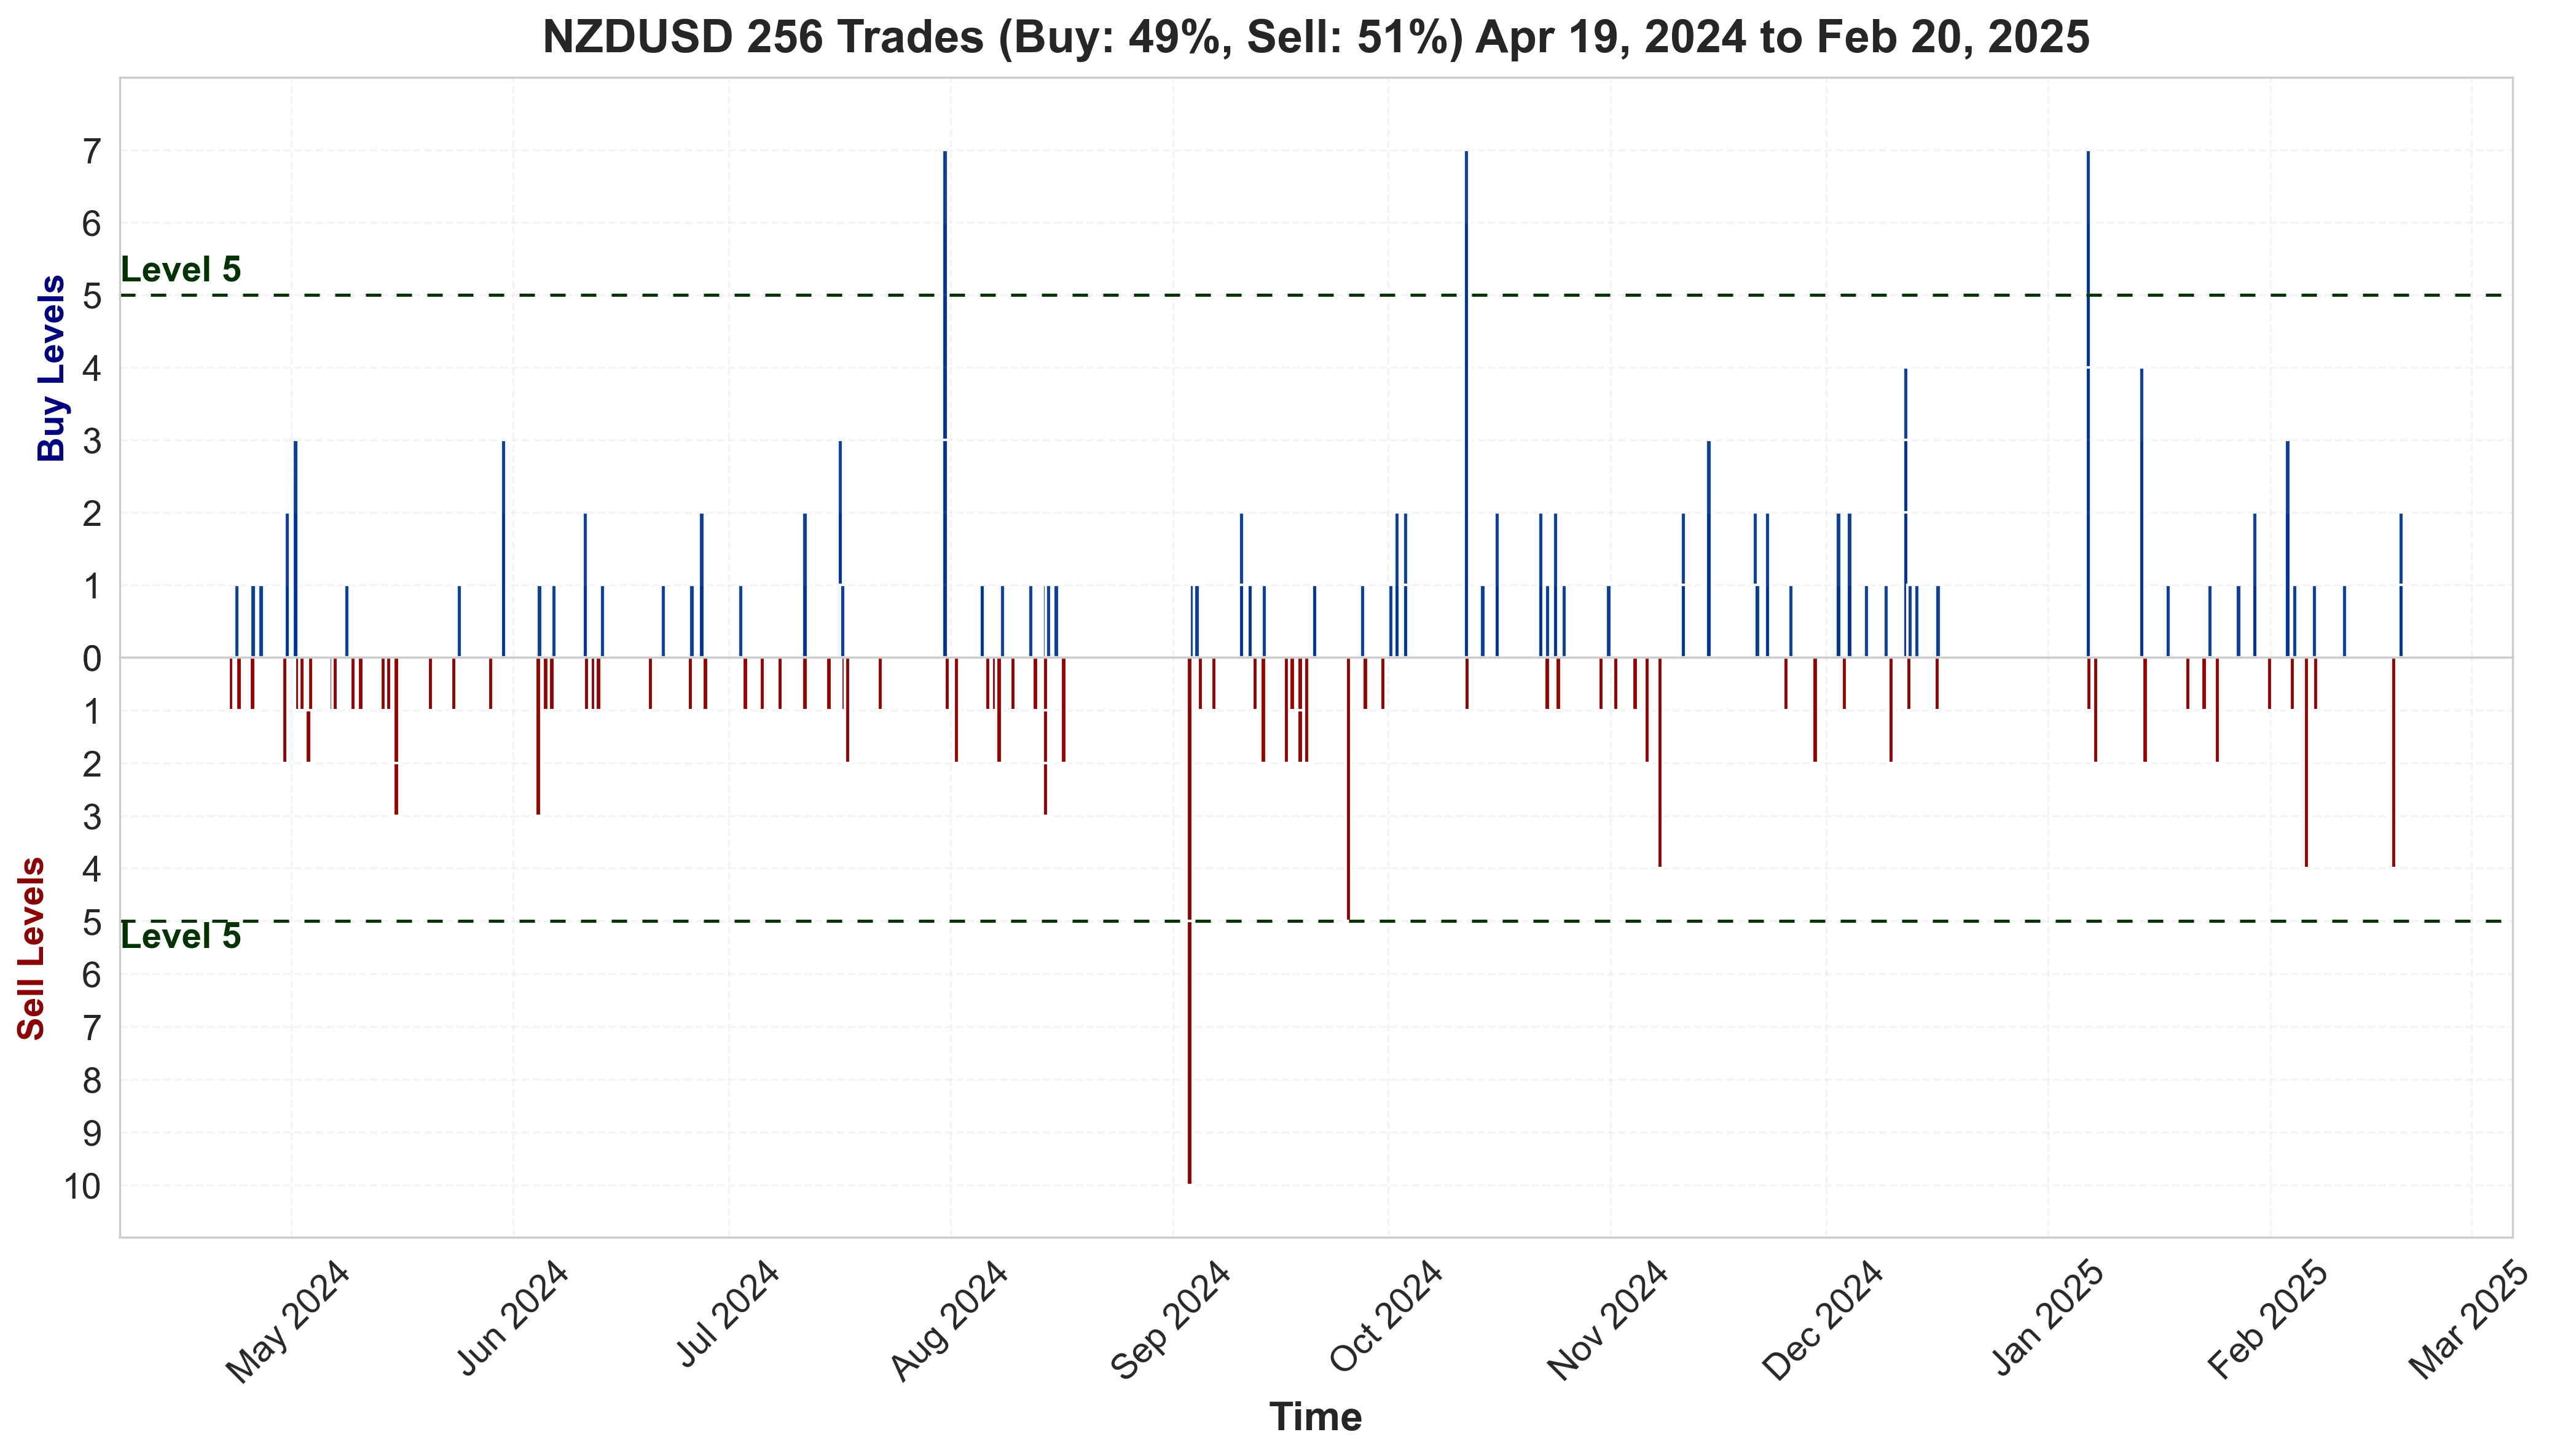 NZDUSD 256 Trades (Buy: 49%, Sell: 51%) Apr 19, 2024 to Feb 20, 2025
Buy Levels
7
6
Level 5
5
4
3
2
1
0
Sell Levels
1
2
3
4
5
Level 5
6
7
8
9
10
May 2024
Jun 2024
Jul 2024
Aug 2024
Sep 2024
Oct 2024
Nov 2024
Dec 2024
Jan 2025
Feb 2025
Mar 2025
Time